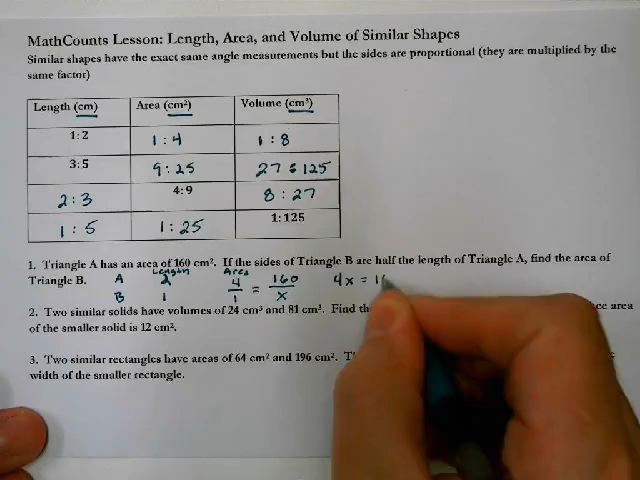 MathCounts Lesson: Length, Area, and Volume of Similar Shapes
Similar shapes have the exact same angle measurements but the sides are proportional (they are multiplied by the
same factor)
Length (cm) Area (cm²) Volume (cm³)
1:2 1:4 1:8
3:5 9:25 27:125
2:3 4:9 8:27
1:5 1:25 1:125
1. Triangle A has an area of 160 cm². If the sides of Triangle B are half the length of Triangle A, find the area of
Triangle B.
Length Area
A 2 4/1 = 160/x 4x = 16
B 1
2. Two similar solids have volumes of 24 cm³ and 81 cm³. Find area
of the smaller solid is 12 cm².
3. Two similar rectangles have areas of 64 cm² and 196 cm².
width of the smaller rectangle.